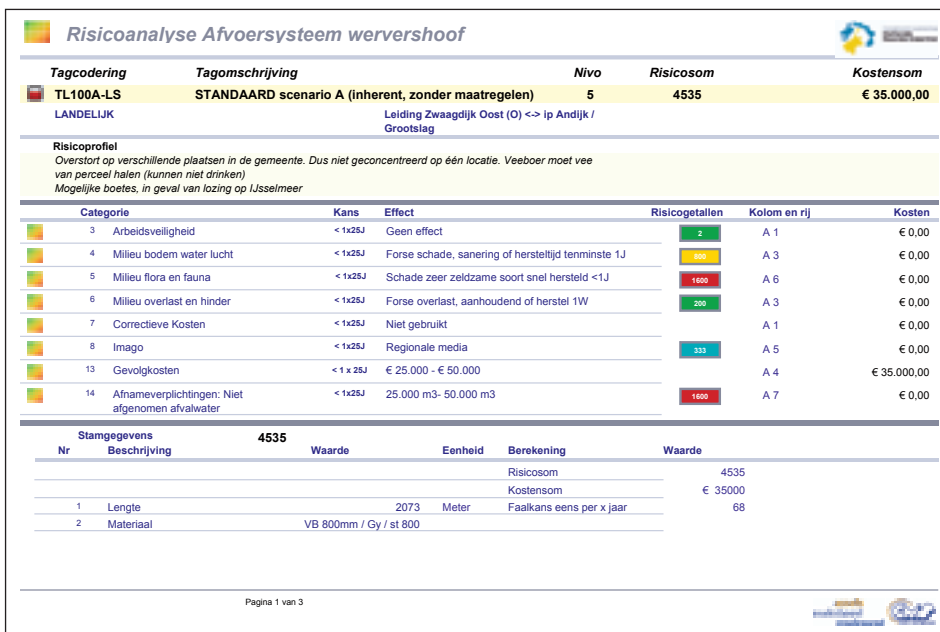 Risicoanalyse Afvoersysteem wervershoof
Tagcodering Tagomschrijving Nivo Risicosom Kostensom
TL100A-LS STANDAARD scenario A (inherent, zonder maatregelen) 5 4535 € 35.000,00
LANDELIJK Leiding Zwaagdijk Oost (O) <-> ip Andijk /
Grootslag
Risicoprofiel
Overstort op verschillende plaatsen in de gemeente. Dus niet geconcentreerd op één locatie. Veeboer moet vee
van perceel halen (kunnen niet drinken)
Mogelijke boetes, in geval van lozing op IJsselmeer
Categorie Kans Effect Risicogetallen Kolom en rij Kosten
3 Arbeidsveiligheid < 1x25J Geen effect 2 A 1 € 0,00
4 Milieu bodem water lucht < 1x25J Forse schade, sanering of hersteltijd tenminste 1J 800 A 3 € 0,00
5 Milieu flora en fauna < 1x25J Schade zeer zeldzame soort snel hersteld <1J 1600 A 6 € 0,00
6 Milieu overlast en hinder < 1x25J Forse overlast, aanhoudend of herstel 1W 200 A 3 € 0,00
7 Correctieve Kosten < 1x25J Niet gebruikt A 1 € 0,00
8 Imago < 1x25J Regionale media 333 A 5 € 0,00
13 Gevolgkosten < 1 x 25J € 25.000 - € 50.000 A 4 € 35.000,00
14 Afnameverplichtingen: Niet < 1x25J 25.000 m3- 50.000 m3 1600 A 7 € 0,00
afgenomen afvalwater
Stamgegevens 4535
Nr Beschrijving Waarde Eenheid Berekening Waarde
Risicosom 4535
Kostensom € 35000
1 Lengte 2073 Meter Faalkans eens per x jaar 68
2 Materiaal VB 800mm / Gy / st 800
Pagina 1 van 3